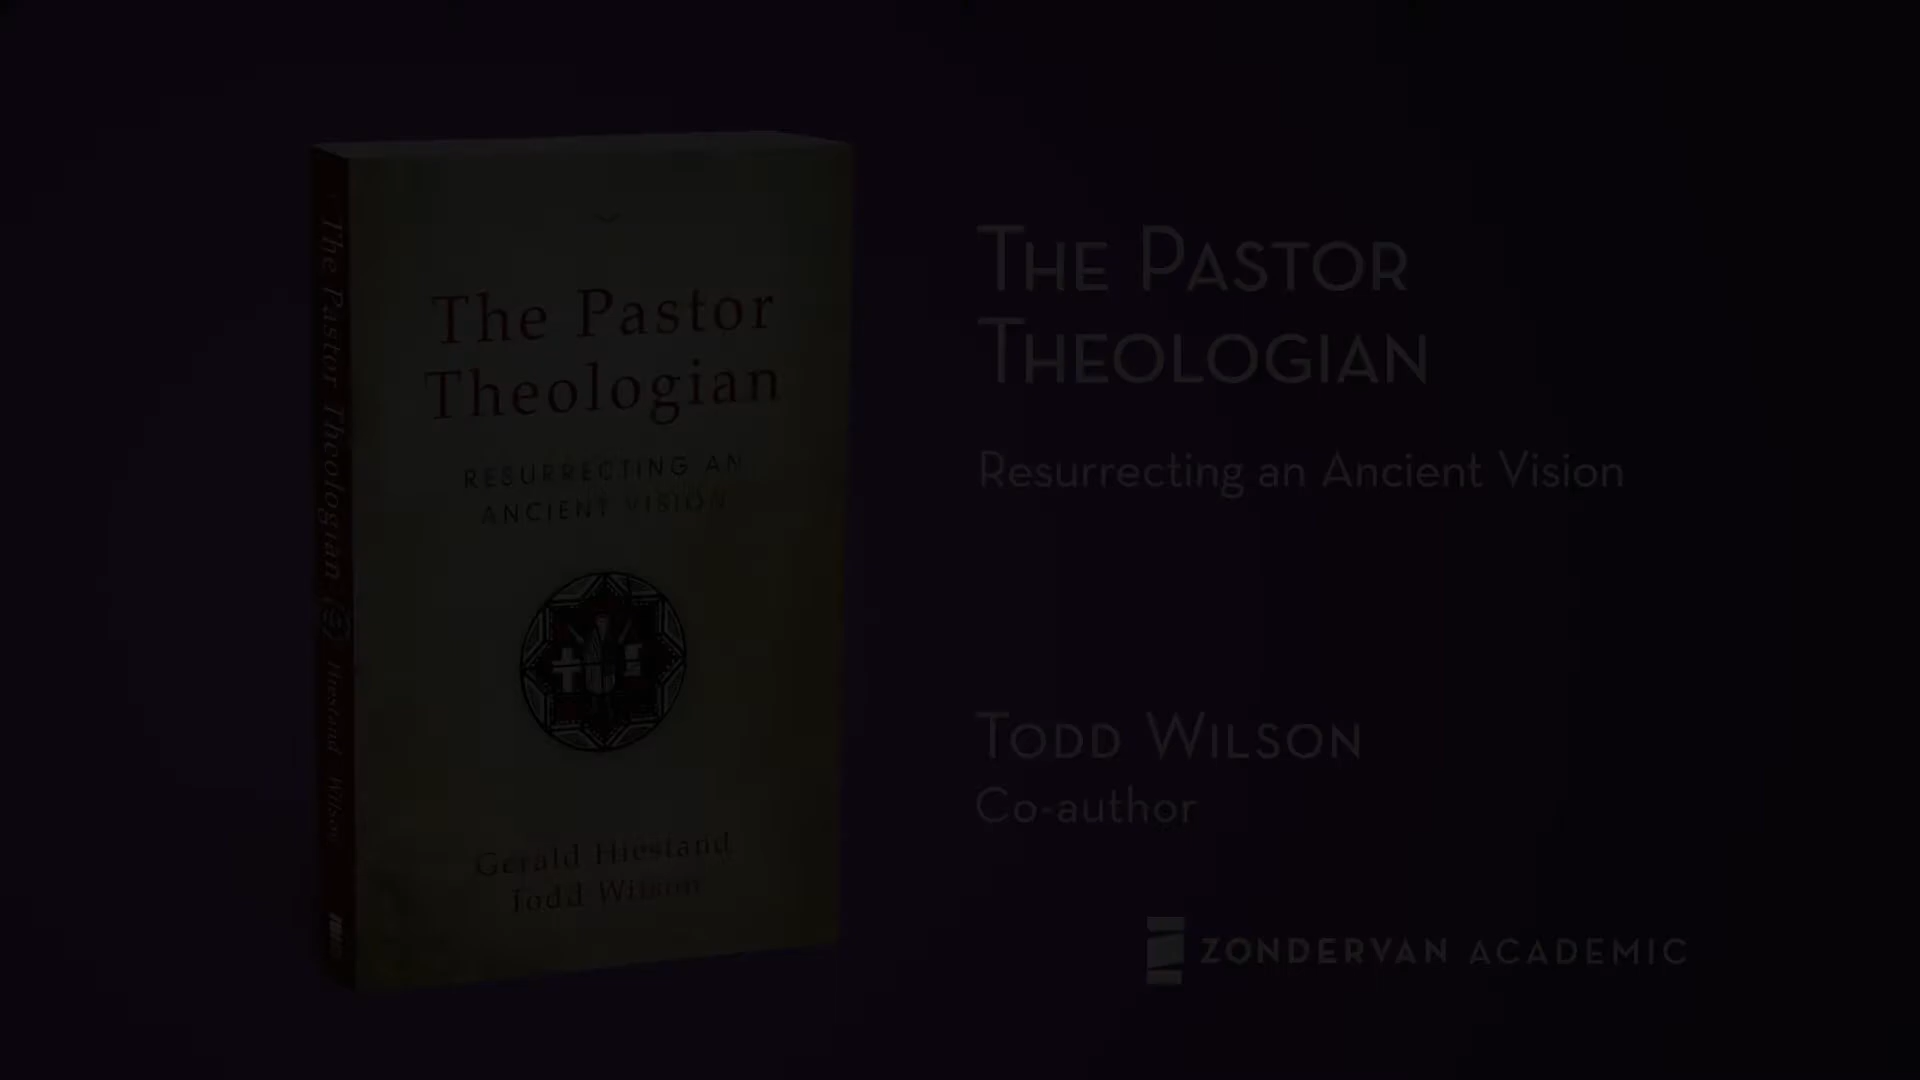 The Pastor Theologian
Hiestand Wilson
The Pastor
Theologian
RESURRECTING AN
ANCIENT VISION
Gerald Hiestand
Todd Wilson
THE PASTOR
THEOLOGIAN
Resurrecting an Ancient Vision
TODD WILSON
Co-author
ZONDERVAN ACADEMIC